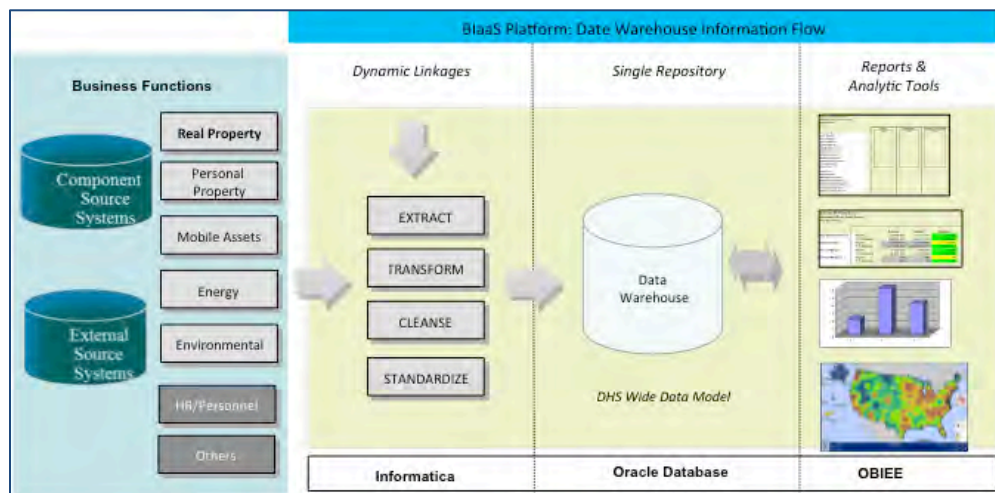 BIaaS Platform: Date Warehouse Information Flow
Business Functions
Component
Source
Systems
External
Source
Systems
Real Property
Personal
Property
Mobile Assets
Energy
Environmental
HR/Personnel
Others
Dynamic Linkages
EXTRACT
TRANSFORM
CLEANSE
STANDARDIZE
Informatica
Single Repository
Data
Warehouse
DHS Wide Data Model
Oracle Database
Reports &
Analytic Tools
OBIEE